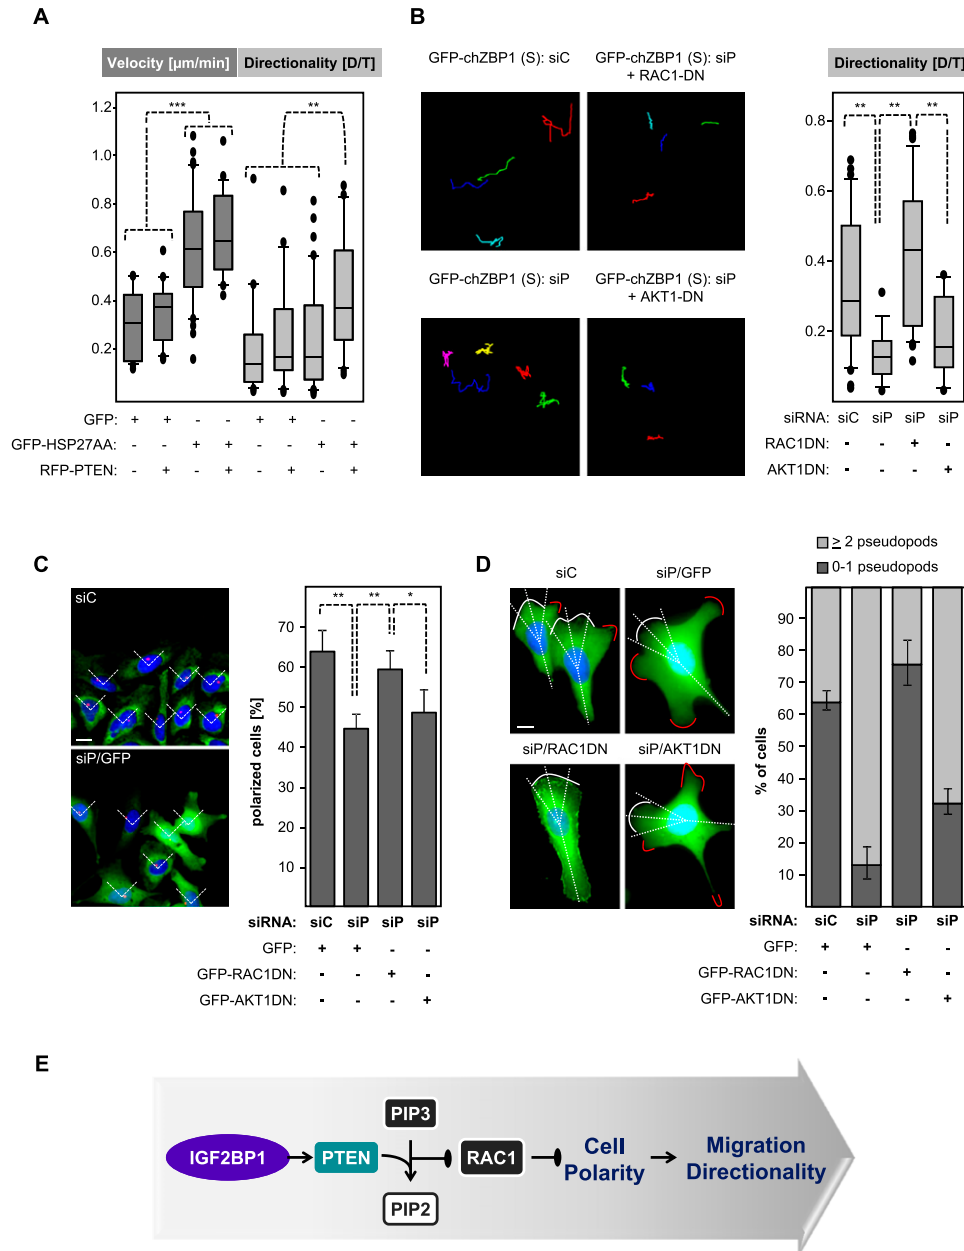 A
Velocity [µm/min]
Directionality [D/T]
***
**
1.2
1.0
0.8
0.6
0.4
0.2
GFP: + + - - + + - -
GFP-HSP27AA: - - + + - - + +
RFP-PTEN: - + - + - + - +
B
GFP-chZBP1 (S): siC
GFP-chZBP1 (S): siP
+ RAC1-DN
GFP-chZBP1 (S): siP
GFP-chZBP1 (S): siP
+ AKT1-DN
Directionality [D/T]
** ** **
0.8
0.6
0.4
0.2
siRNA: siC siP siP siP
RAC1DN: - - + -
AKT1DN: - - - +
C
siC
siP/GFP
** ** *
polarized cells [%]
70
60
50
40
30
20
10
siRNA: siC siP siP siP
GFP: + + - -
GFP-RAC1DN: - - + -
GFP-AKT1DN: - - - +
D
siC
siP/GFP
siP/RAC1DN
siP/AKT1DN
≥ 2 pseudopods
0-1 pseudopods
% of cells
90
80
70
60
50
40
30
20
10
siRNA: siC siP siP siP
GFP: + + - -
GFP-RAC1DN: - - + -
GFP-AKT1DN: - - - +
E
IGF2BP1
PTEN
PIP3
PIP2
RAC1
Cell
Polarity
Migration
Directionality